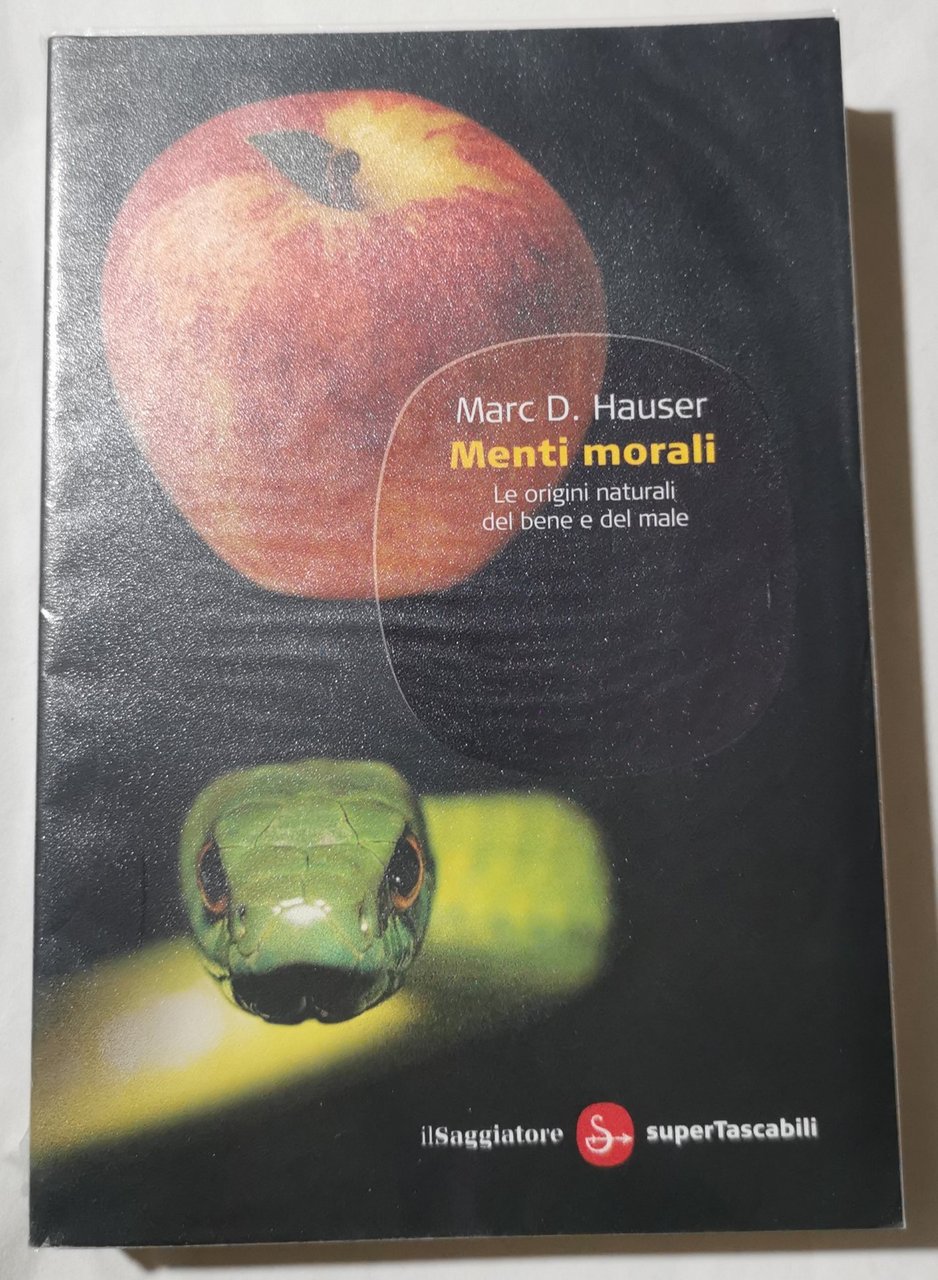 Marc D. Hauser
Menti morali
Le origini naturali
del bene e del male
ilSaggiatore superTascabili